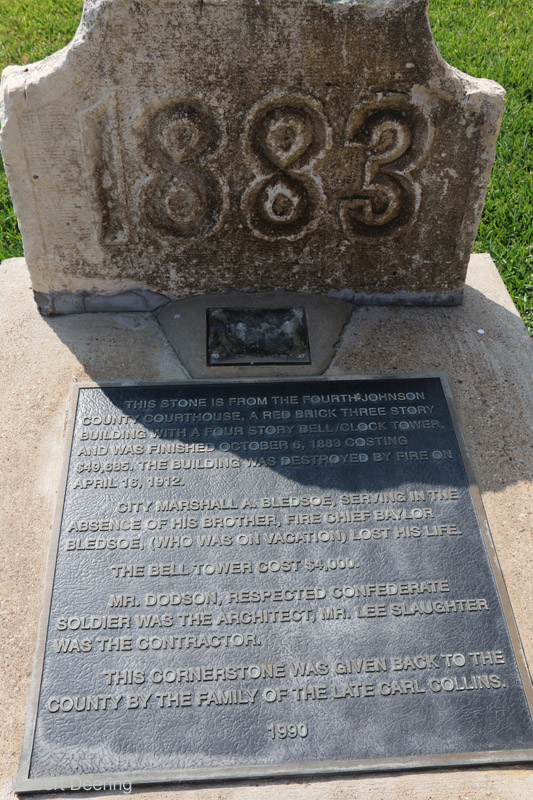 1883
THIS STONE IS FROM THE FOURTH JOHNSON
COUNTY COURTHOUSE, A RED BRICK THREE STORY
BUILDING WITH A FOUR STORY BELL/CLOCK TOWER,
AND WAS FINISHED OCTOBER 6, 1883 COSTING
$49,685. THE BUILDING WAS DESTROYED BY FIRE ON
APRIL 16, 1912.
CITY MARSHALL A. BLEDSOE, SERVING IN THE
ABSENCE OF HIS BROTHER, FIRE CHIEF BAYLOR
BLEDSOE, (WHO WAS ON VACATION) LOST HIS LIFE.
THE BELL TOWER COST $4,000.
MR. DODSON, RESPECTED CONFEDERATE
SOLDIER WAS THE ARCHITECT, MR. LEE SLAUGHTER
WAS THE CONTRACTOR.
THIS CORNERSTONE WAS GIVEN BACK TO THE
COUNTY BY THE FAMILY OF THE LATE CARL COLLINS.
1990
Deering